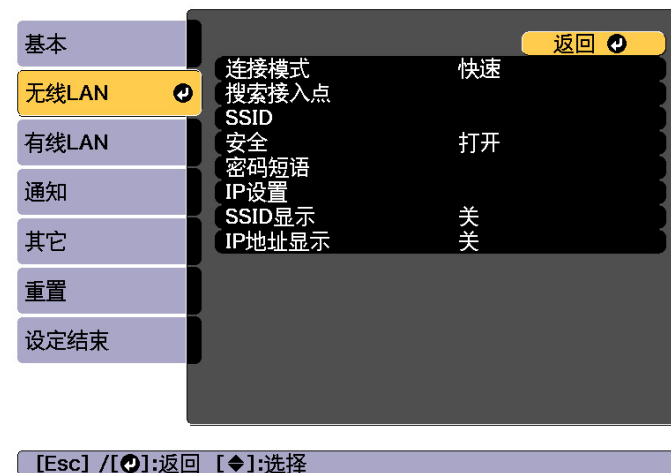 基本
无线LAN
有线LAN
通知
其它
重置
设定结束
返回
连接模式 快速
搜索接入点
SSID
安全 打开
密码短语
IP设置
SSID显示 关
IP地址显示 关
[Esc] /[⏎]:返回 [◆]:选择